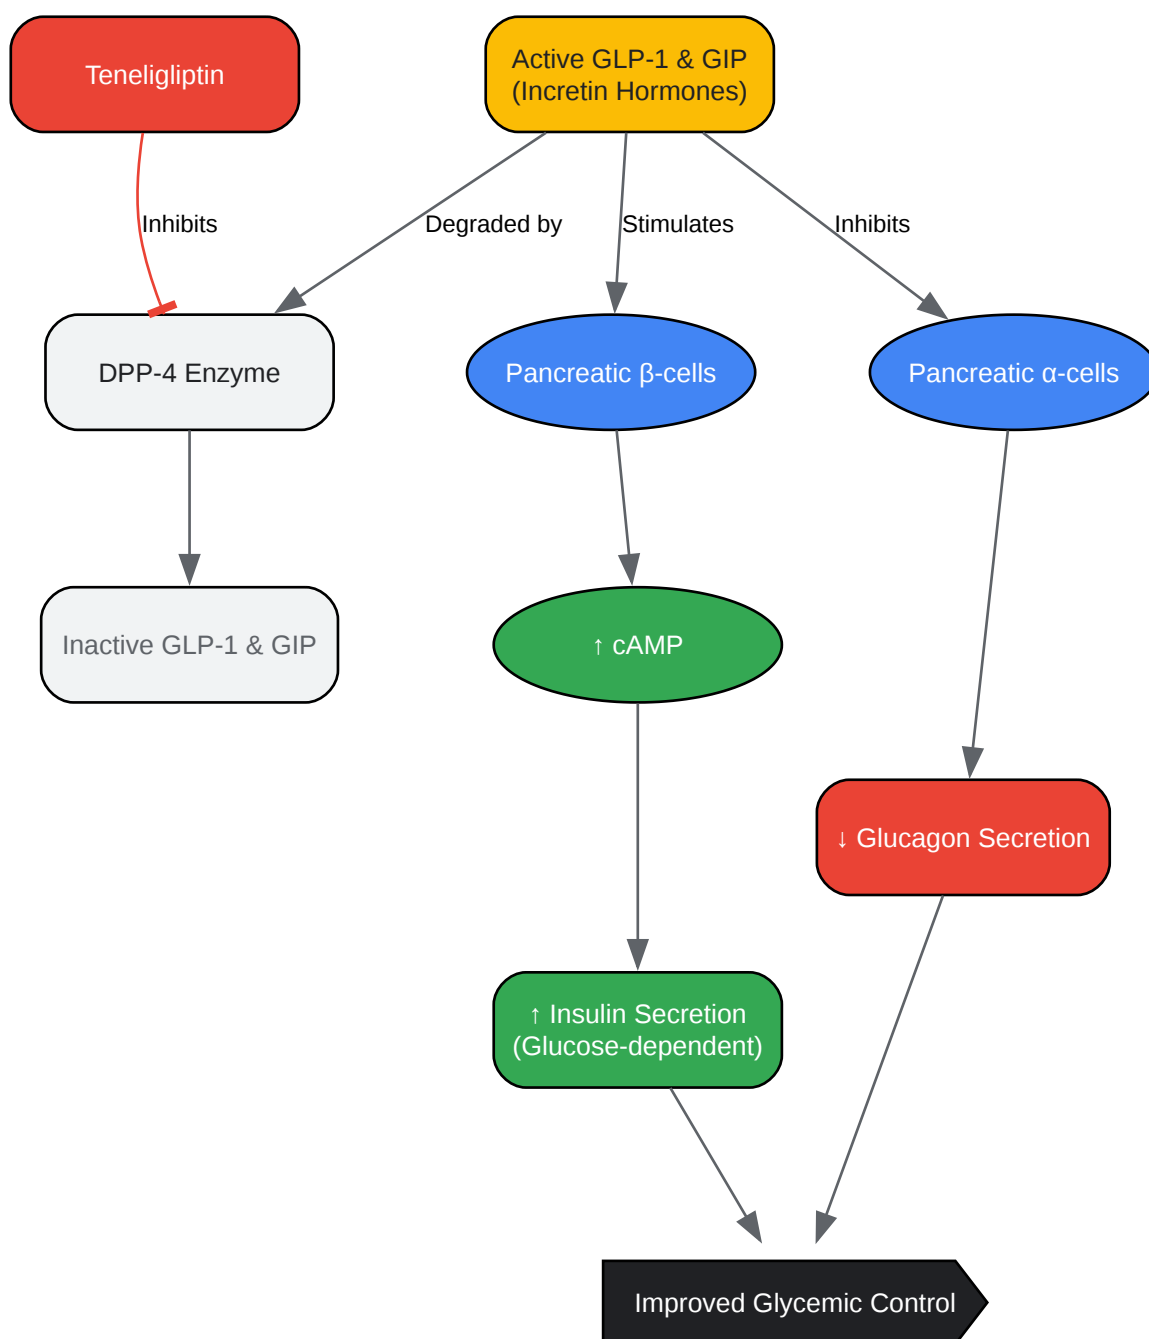 Teneligliptin
Active GLP-1 & GIP
(Incretin Hormones)
Inhibits
Degraded by
Stimulates
Inhibits
DPP-4 Enzyme
Pancreatic β-cells
Pancreatic α-cells
Inactive GLP-1 & GIP
↑ cAMP
↓ Glucagon Secretion
↑ Insulin Secretion
(Glucose-dependent)
Improved Glycemic Control